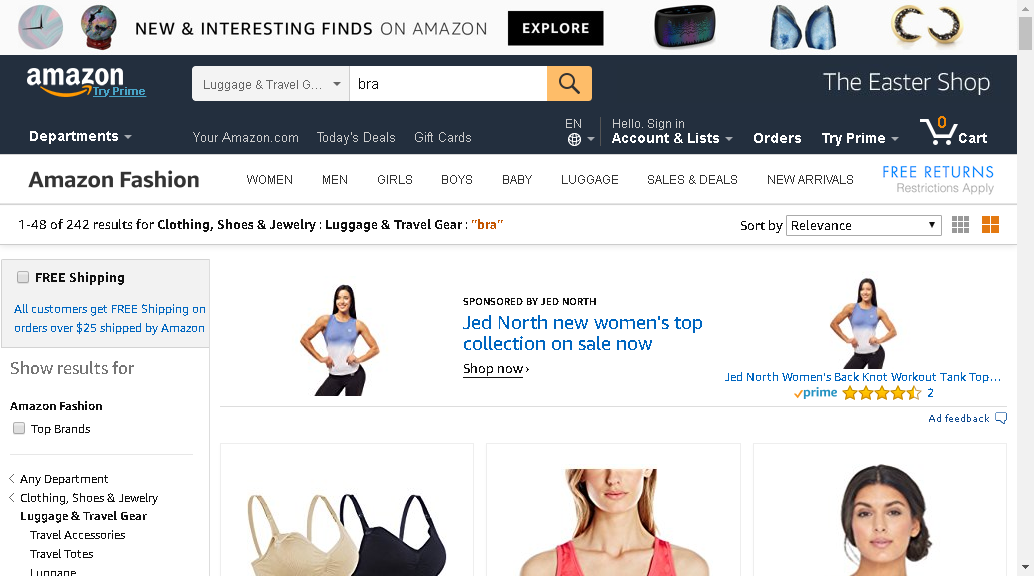 NEW & INTERESTING FINDS ON AMAZON
EXPLORE
amazon
Try Prime
Luggage & Travel G...
bra
The Easter Shop
Departments
Your Amazon.com
Today's Deals
Gift Cards
EN
Hello. Sign in
Account & Lists
Orders
Try Prime
0
Cart
Amazon Fashion
WOMEN
MEN
GIRLS
BOYS
BABY
LUGGAGE
SALES & DEALS
NEW ARRIVALS
FREE RETURNS
Restrictions Apply
1-48 of 242 results for Clothing, Shoes & Jewelry : Luggage & Travel Gear : "bra"
Sort by
Relevance
FREE Shipping
All customers get FREE Shipping on
orders over $25 shipped by Amazon
Show results for
Amazon Fashion
Top Brands
Any Department
Clothing, Shoes & Jewelry
Luggage & Travel Gear
Travel Accessories
Travel Totes
Luggage
SPONSORED BY JED NORTH
Jed North new women's top
collection on sale now
Shop now ›
Jed North Women's Back Knot Workout Tank Top...
prime
2
Ad feedback